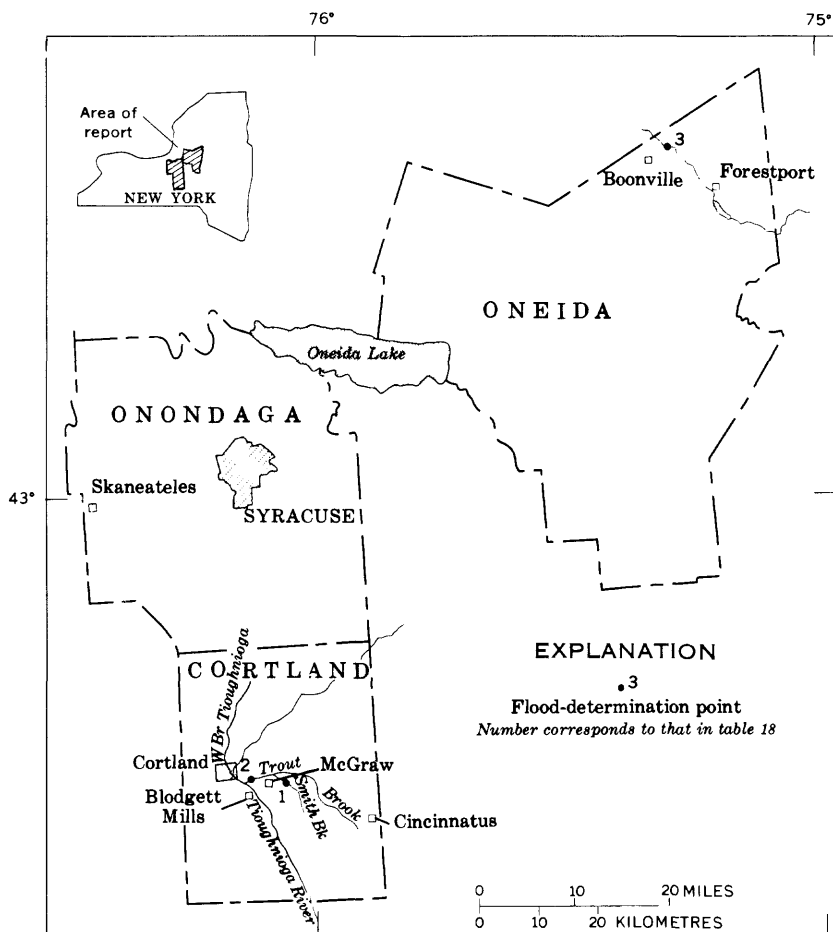 76°
75°
Area of
report
NEW YORK
3
Boonville
Forestport
ONEIDA
Oneida Lake
ONONDAGA
43°
Skaneateles
SYRACUSE
EXPLANATION
3
Flood-determination point
Number corresponds to that in table 18
CORTLAND
W Br Tioughnioga
Cortland
2
Trout
McGraw
1
Smith Bk
Brook
Blodgett
Mills
Cincinnatus
Tioughnioga River
0 10 20 MILES
0 10 20 KILOMETRES